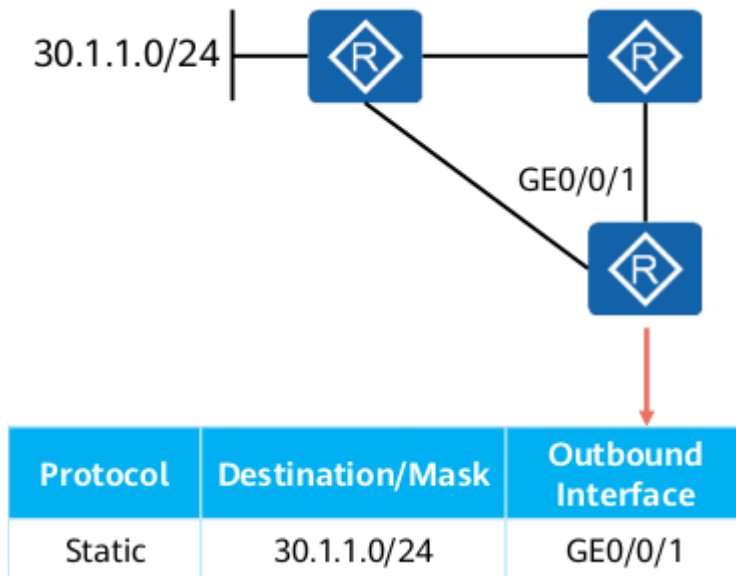 30.1.1.0/24
R
R
GE0/0/1
R
Protocol
Destination/Mask
Outbound
Interface
Static
30.1.1.0/24
GE0/0/1